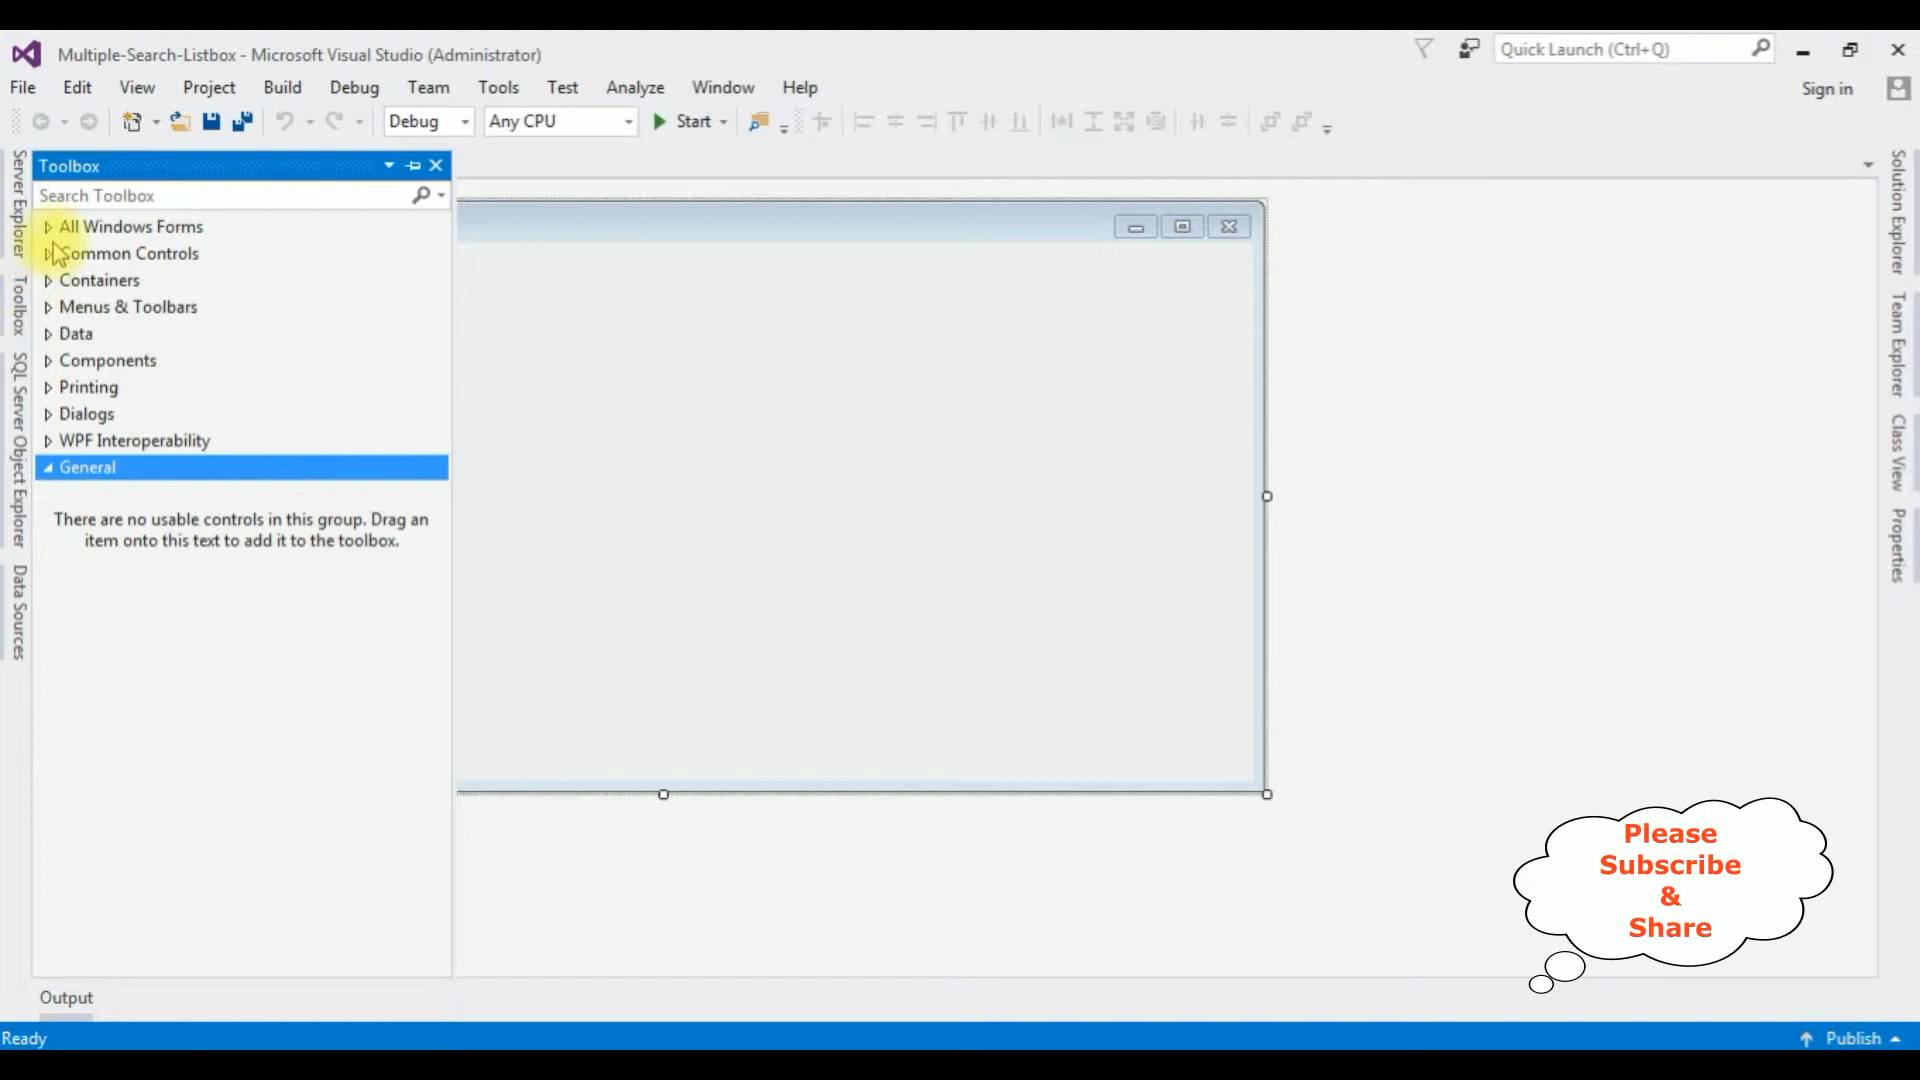 Multiple-Search-Listbox - Microsoft Visual Studio (Administrator)
Quick Launch (Ctrl+Q)
File Edit View Project Build Debug Team Tools Test Analyze Window Help
Sign in
Debug Any CPU Start
Server Explorer
Toolbox
SQL Server Object Explorer
Data Sources
Toolbox
Search Toolbox
All Windows Forms
Common Controls
Containers
Menus & Toolbars
Data
Components
Printing
Dialogs
WPF Interoperability
General
There are no usable controls in this group. Drag an
item onto this text to add it to the toolbox.
Solution Explorer
Team Explorer
Class View
Properties
Please
Subscribe
&
Share
Output
Ready
Publish